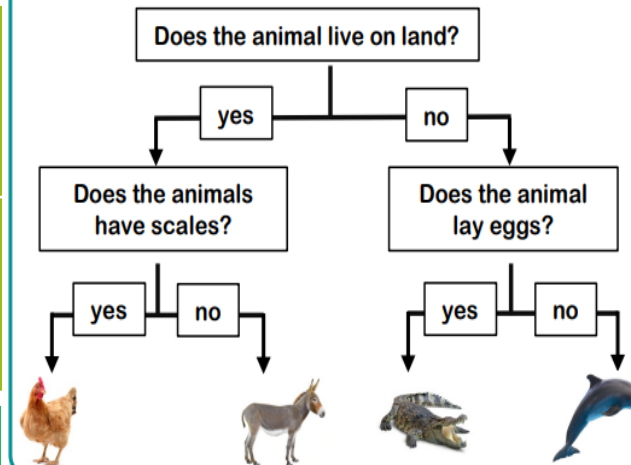 Does the animal live on land?
yes
no
Does the animals
have scales?
Does the animal
lay eggs?
yes
no
yes
no